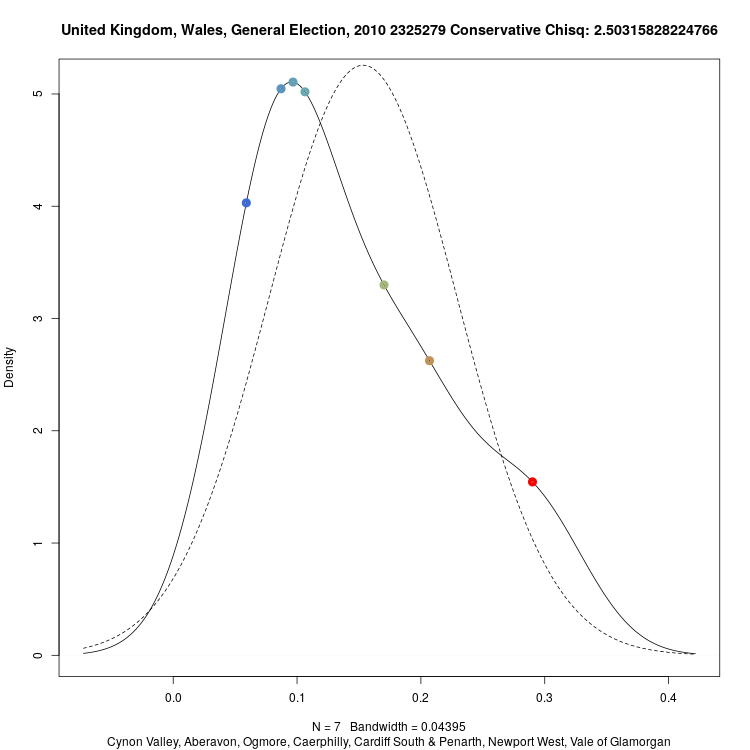 United Kingdom, Wales, General Election, 2010 2325279 Conservative Chisq: 2.50315828224766
5
4
3
2
1
0
Density
0.0 0.1 0.2 0.3 0.4
N = 7 Bandwidth = 0.04395
Cynon Valley, Aberavon, Ogmore, Caerphilly, Cardiff South & Penarth, Newport West, Vale of Glamorgan